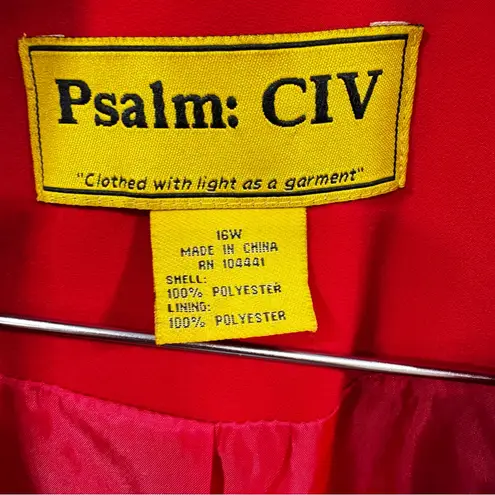 Psalm: CIV
"Clothed with light as a garment"
16W
MADE IN CHINA
RN 104441
SHELL:
100% POLYESTER
LINING:
100% POLYESTER